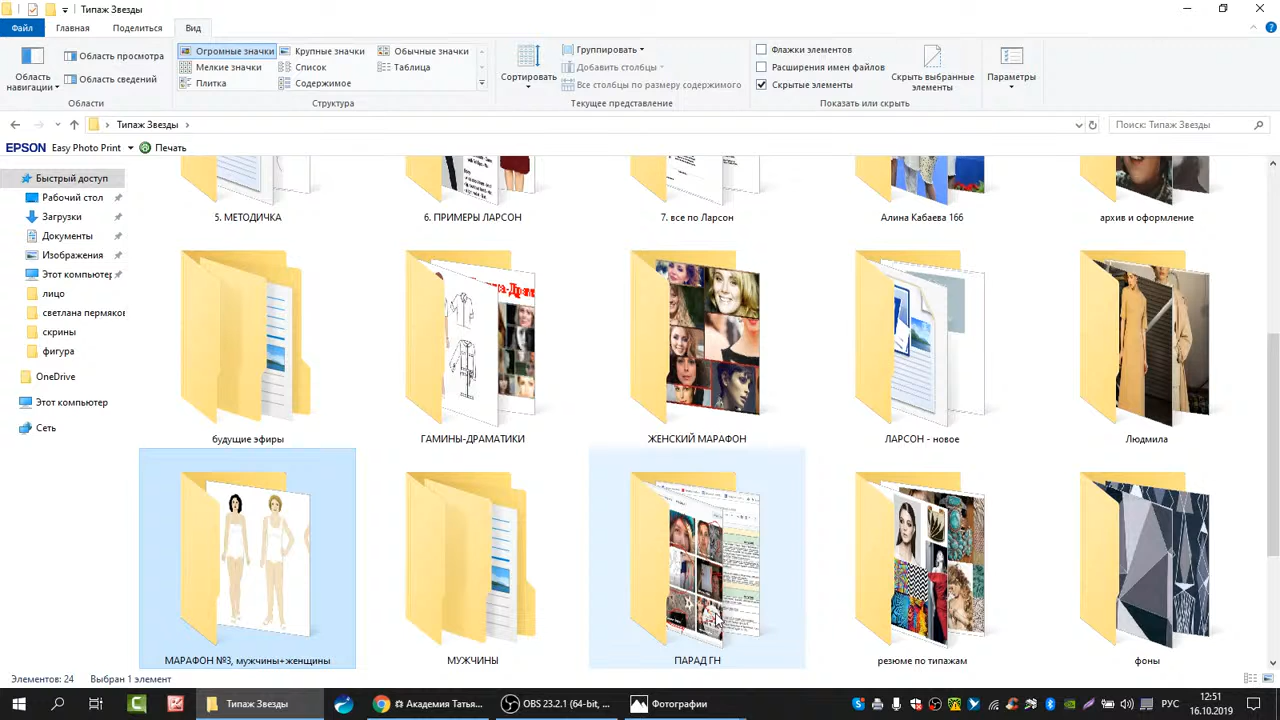 Типаж Звезды
Файл Главная Поделиться Вид
Область навигации
Область просмотра
Область сведений
Области
Огромные значки Крупные значки Обычные значки
Мелкие значки Список Таблица
Плитка Содержимое
Структура
Сортировать
Группировать
Добавить столбцы
Все столбцы по размеру содержимого
Текущее представление
Флажки элементов
Расширения имен файлов
Скрытые элементы
Скрыть выбранные элементы
Показать или скрыть
Параметры
Типаж Звезды
Поиск: Типаж Звезды
EPSON Easy Photo Print Печать
Быстрый доступ
Рабочий стол
Загрузки
Документы
Изображения
Этот компьютер
лицо
светлана пермяков
скрины
фигура
OneDrive
Этот компьютер
Сеть
5. МЕТОДИЧКА 6. ПРИМЕРЫ ЛАРСОН 7. все по Ларсон Алина Кабаева 166 архив и оформление
будущие эфиры ГАМИНЫ-ДРАМАТИКИ ЖЕНСКИЙ МАРАФОН ЛАРСОН - новое Людмила
МАРАФОН №3, мужчины+женщины МУЖЧИНЫ ПАРАД ГН резюме по типажам фоны
Элементов: 24 Выбран 1 элемент
Типаж Звезды
Академия Татья...
OBS 23.2.1 (64-bit, ...
Фотографии
РУС
12:51
16.10.2019